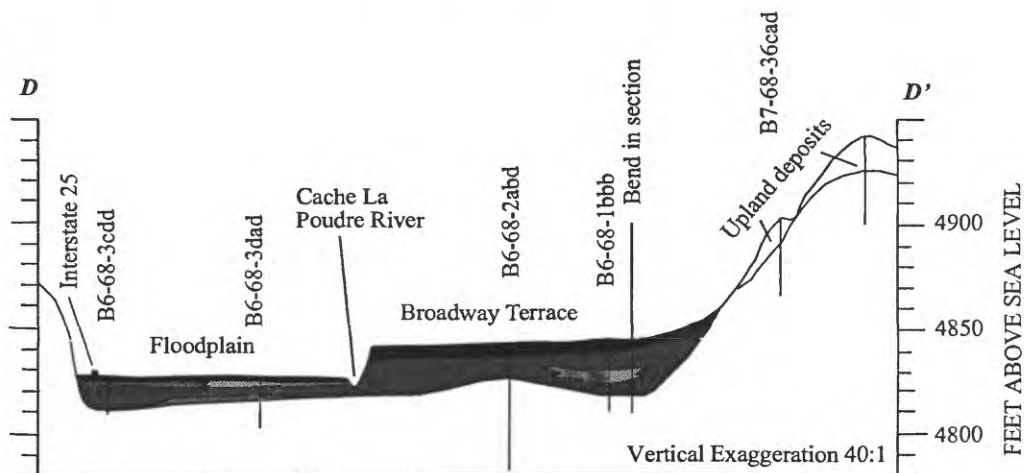 D
D'
Interstate 25
B6-68-3cdd
B6-68-3dad
Cache La
Poudre River
B6-68-2abd
B6-68-1bbb
Bend in section
B7-68-36cad
Upland deposits
Floodplain
Broadway Terrace
4900
4850
4800
FEET ABOVE SEA LEVEL
Vertical Exaggeration 40:1